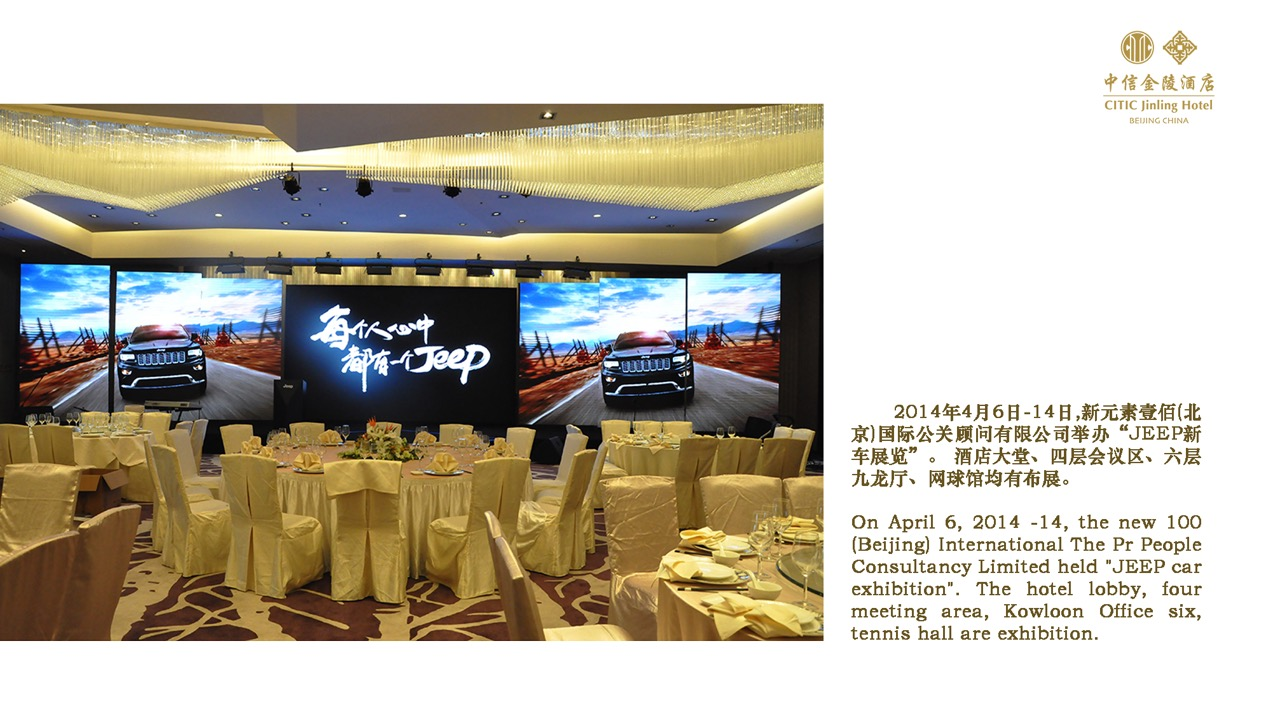 中信金陵酒店
CITIC Jinling Hotel
BEIJING CHINA
每个人心中
都有一个Jeep
Jeep
2014年4月6日-14日,新元素壹佰(北
京)国际公关顾问有限公司举办“JEEP新
车展览”。 酒店大堂、四层会议区、六层
九龙厅、网球馆均有布展。
On April 6, 2014 -14, the new 100
(Beijing) International The Pr People
Consultancy Limited held "JEEP car
exhibition". The hotel lobby, four
meeting area, Kowloon Office six,
tennis hall are exhibition.